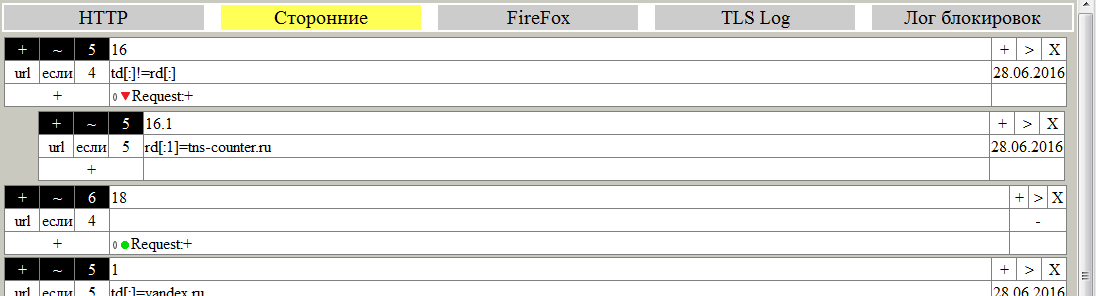 HTTP Сторонние FireFox TLS Log Лог блокировок
+ ~ 5 16 + > X
url если 4 td[:]!=rd[:] 28.06.2016
+ 0 Request:+
+ ~ 5 16.1 + > X
url если 5 rd[:1]=tns-counter.ru 28.06.2016
+
+ ~ 6 18 + > X
url если 4 -
+ 0 Request:+
+ ~ 5 1 + > X
url если 5 td[:]=yandex.ru 28.06.2016